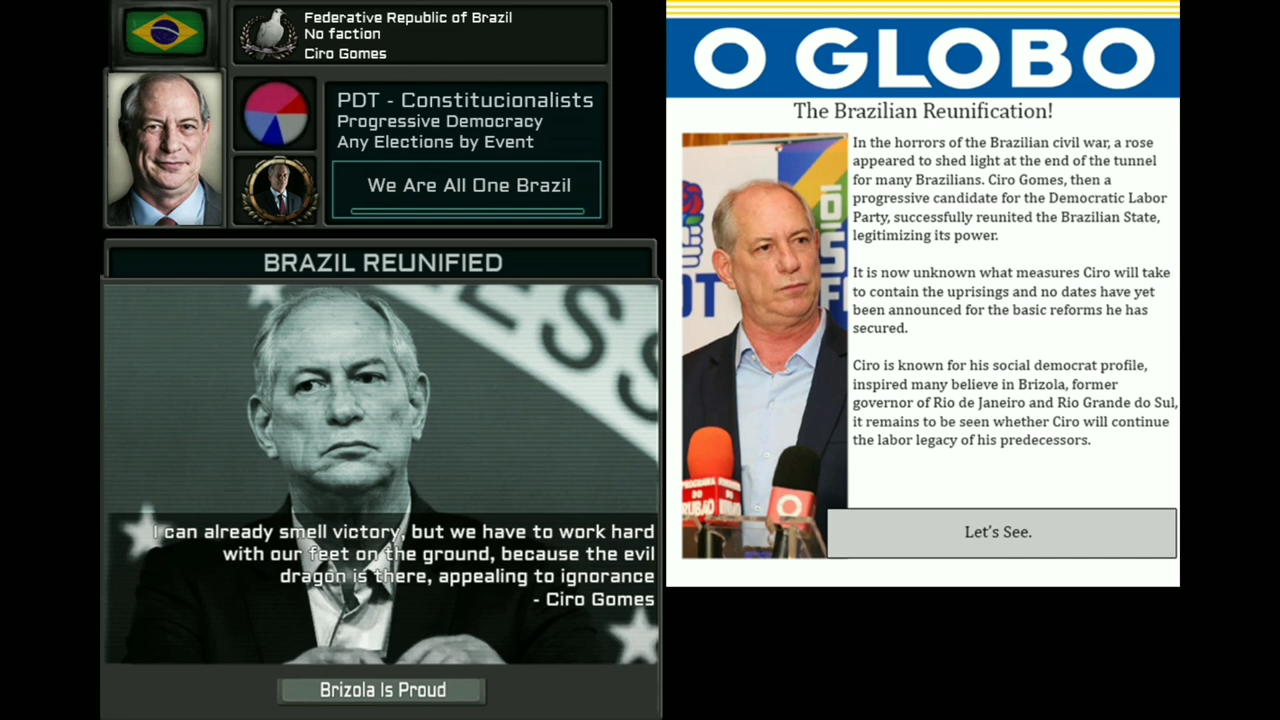 Federative Republic of Brazil
No faction
Ciro Gomes
PDT - Constitucionalists
Progressive Democracy
Any Elections by Event
We Are All One Brazil
BRAZIL REUNIFIED
ESS
I can already smell victory, but we have to work hard
with our feet on the ground, because the evil
dragon is there, appealing to ignorance
- Ciro Gomes
Brizola Is Proud
O GLOBO
The Brazilian Reunification!
In the horrors of the Brazilian civil war, a rose
appeared to shed light at the end of the tunnel
for many Brazilians. Ciro Gomes, then a
progressive candidate for the Democratic Labor
Party, successfully reunited the Brazilian State,
legitimizing its power.
It is now unknown what measures Ciro will take
to contain the uprisings and no dates have yet
been announced for the basic reforms he has
secured.
Ciro is known for his social democrat profile,
inspired many believe in Brizola, former
governor of Rio de Janeiro and Rio Grande do Sul,
it remains to be seen whether Ciro will continue
the labor legacy of his predecessors.
DT
PROGRAMA
DO
Let's See.